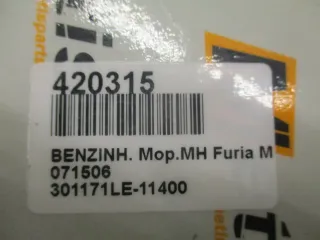 420315
BENZINH. Mop.MH Furia M
071506
301171LE-11400